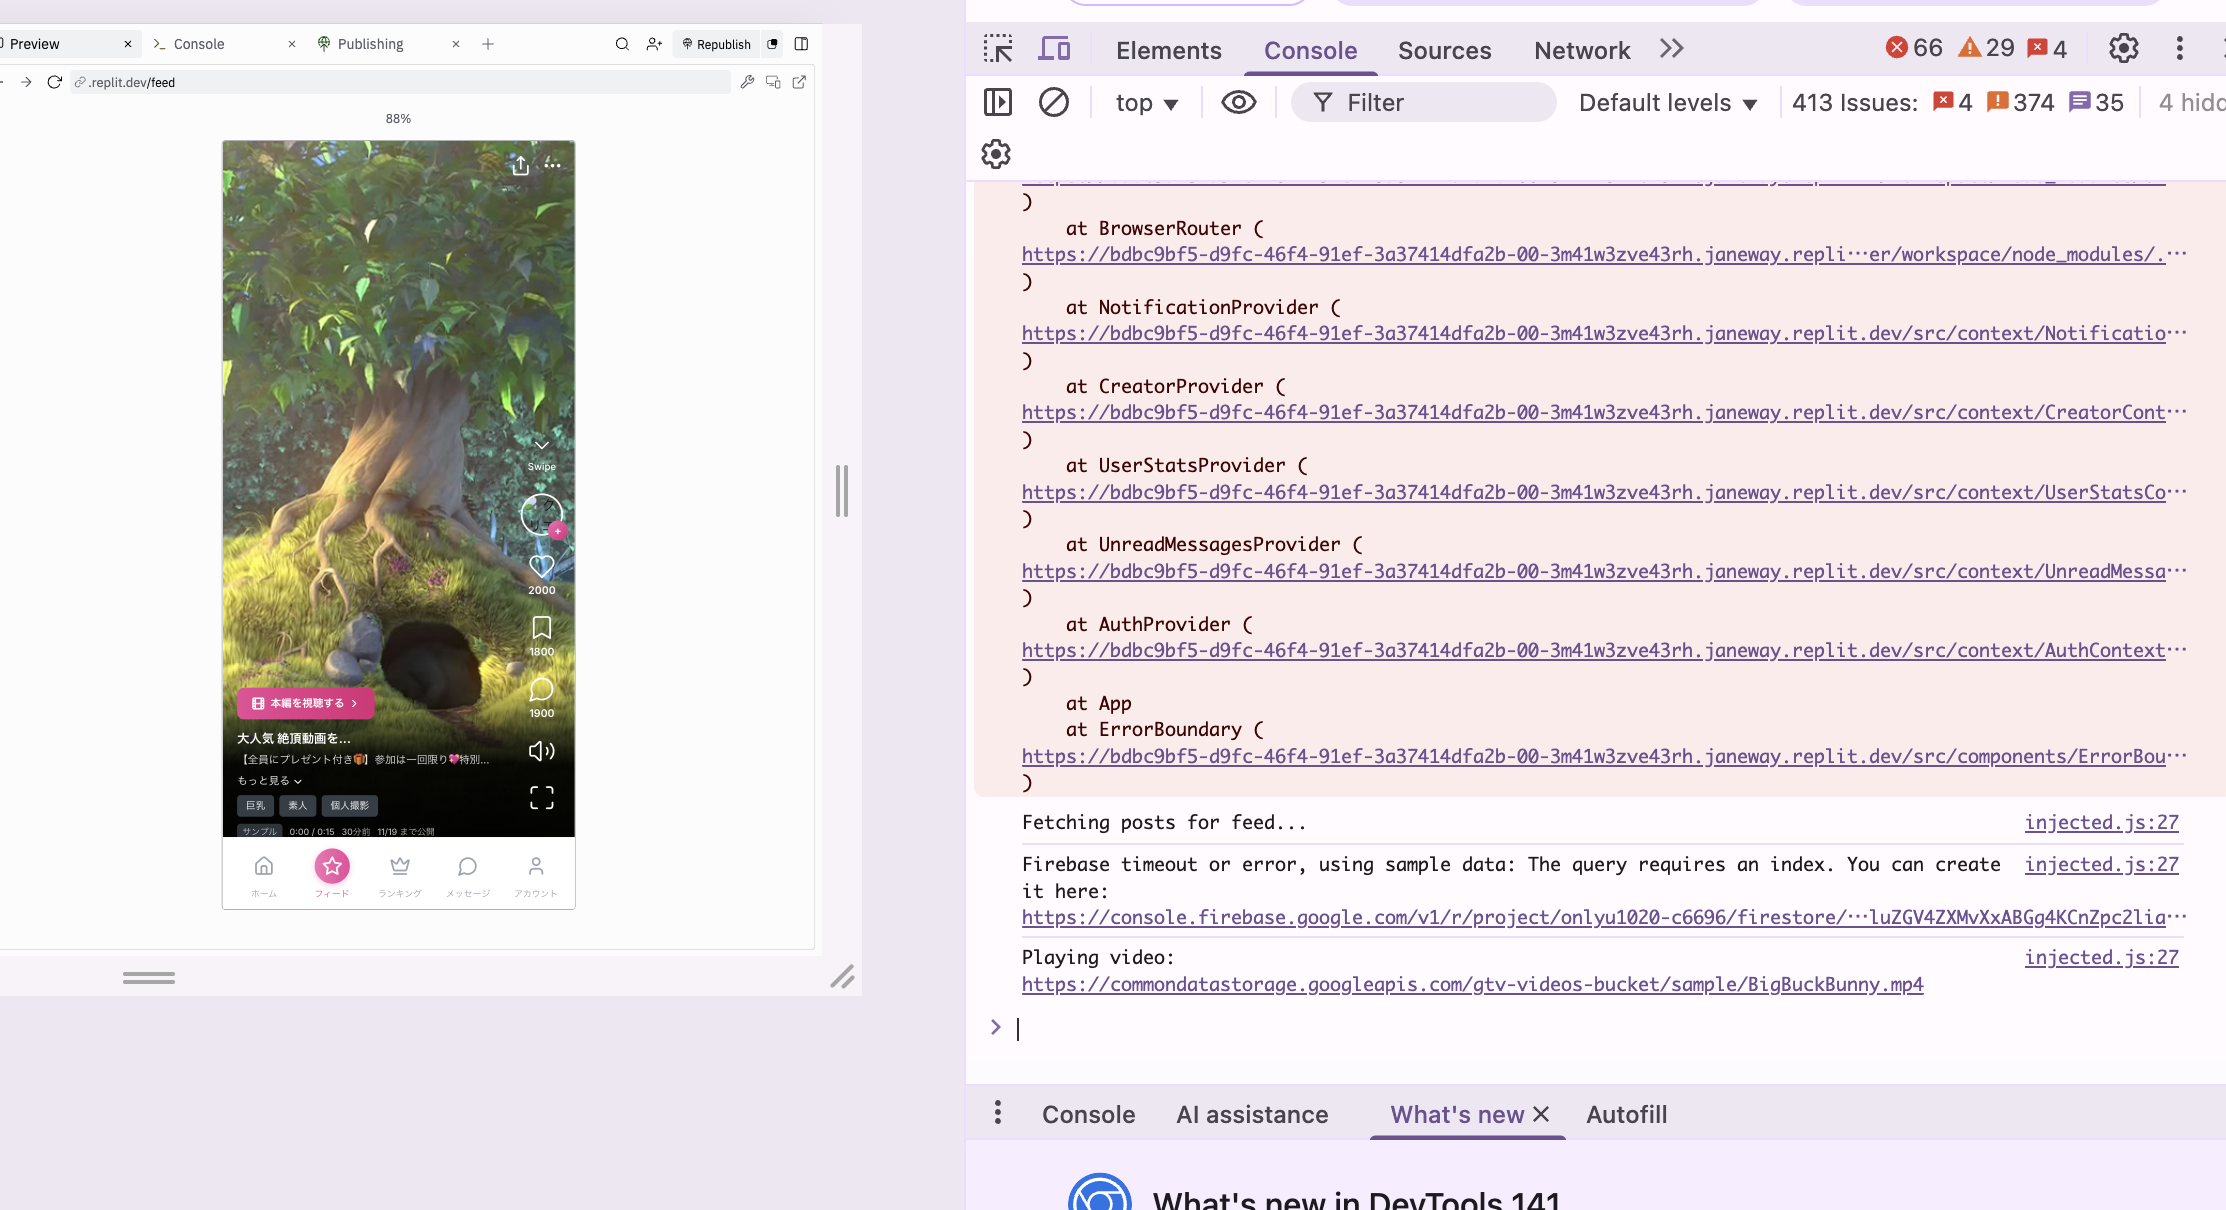 Preview
Console
Publishing
Republish
.replit.dev/feed
88%
Swipe
2000
1800
1900
本編を視聴する
大人気 絶頂動画を...
【全員にプレゼント付き🎁】参加は一回限り💖特別...
もっと見る
巨乳 素人 個人撮影
サンプル 0:00 / 0:15 30分前 11/19 まで公開
ホーム フィード ランキング メッセージ アカウント
Elements Console Sources Network 66 29 4
top Filter Default levels 413 Issues: 4 374 35 4 hidd
)
at BrowserRouter (
https://bdbc9bf5-d9fc-46f4-91ef-3a37414dfa2b-00-3m41w3zve43rh.janeway.repli…er/workspace/node_modules/.…
)
at NotificationProvider (
https://bdbc9bf5-d9fc-46f4-91ef-3a37414dfa2b-00-3m41w3zve43rh.janeway.replit.dev/src/context/Notificatio…
)
at CreatorProvider (
https://bdbc9bf5-d9fc-46f4-91ef-3a37414dfa2b-00-3m41w3zve43rh.janeway.replit.dev/src/context/CreatorCont…
)
at UserStatsProvider (
https://bdbc9bf5-d9fc-46f4-91ef-3a37414dfa2b-00-3m41w3zve43rh.janeway.replit.dev/src/context/UserStatsCo…
)
at UnreadMessagesProvider (
https://bdbc9bf5-d9fc-46f4-91ef-3a37414dfa2b-00-3m41w3zve43rh.janeway.replit.dev/src/context/UnreadMessa…
)
at AuthProvider (
https://bdbc9bf5-d9fc-46f4-91ef-3a37414dfa2b-00-3m41w3zve43rh.janeway.replit.dev/src/context/AuthContext…
)
at App
at ErrorBoundary (
https://bdbc9bf5-d9fc-46f4-91ef-3a37414dfa2b-00-3m41w3zve43rh.janeway.replit.dev/src/components/ErrorBou…
)
Fetching posts for feed... injected.js:27
Firebase timeout or error, using sample data: The query requires an index. You can create injected.js:27
it here:
https://console.firebase.google.com/v1/r/project/onlyu1020-c6696/firestore/…luZGV4ZXMvXxABGg4KCnZpc2lia…
Playing video: injected.js:27
https://commondatastorage.googleapis.com/gtv-videos-bucket/sample/BigBuckBunny.mp4
Console AI assistance What's new Autofill
What's new in DevTools 141